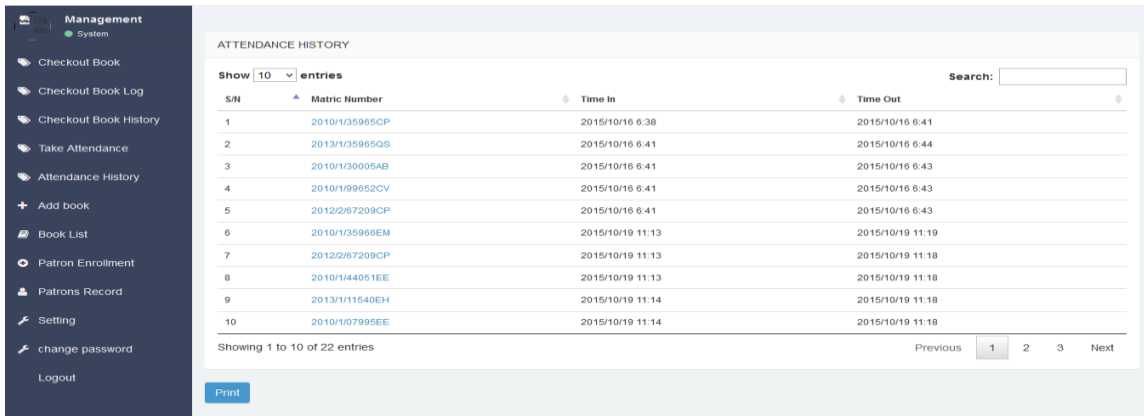 Management
System
Checkout Book
Checkout Book Log
Checkout Book History
Take Attendance
Attendance History
Add book
Book List
Patron Enrollment
Patrons Record
Setting
change password
Logout
ATTENDANCE HISTORY
Show 10 entries Search:
S/N Matric Number Time In Time Out
1 2010/1/35965CP 2015/10/16 6:38 2015/10/16 6:41
2 2013/1/35965QS 2015/10/16 6:41 2015/10/16 6:44
3 2010/1/30005AB 2015/10/16 6:41 2015/10/16 6:43
4 2010/1/99652CV 2015/10/16 6:41 2015/10/16 6:43
5 2012/2/67209CP 2015/10/16 6:41 2015/10/16 6:43
6 2010/1/35966EM 2015/10/19 11:13 2015/10/19 11:19
7 2012/2/67209CP 2015/10/19 11:13 2015/10/19 11:18
8 2010/1/44051EE 2015/10/19 11:13 2015/10/19 11:18
9 2013/1/11540EH 2015/10/19 11:14 2015/10/19 11:18
10 2010/1/07995EE 2015/10/19 11:14 2015/10/19 11:18
Showing 1 to 10 of 22 entries Previous 1 2 3 Next
Print